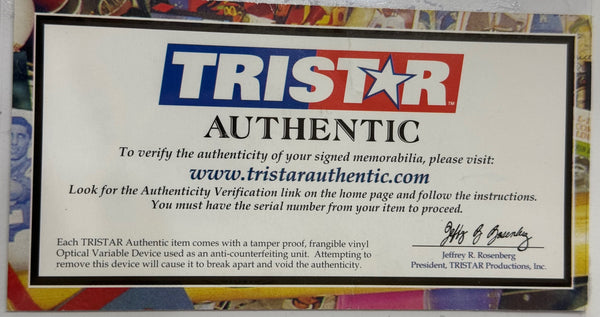 TRISTAR™
AUTHENTIC
To verify the authenticity of your signed memorabilia, please visit:
www.tristarauthentic.com
Look for the Authenticity Verification link on the home page and follow the instructions.
You must have the serial number from your item to proceed.
Each TRISTAR Authentic item comes with a tamper proof, frangible vinyl
Optical Variable Device used as an anti-counterfeiting unit. Attempting to
remove this device will cause it to break apart and void the authenticity.
Jeffrey R. Rosenberg
President, TRISTAR Productions, Inc.